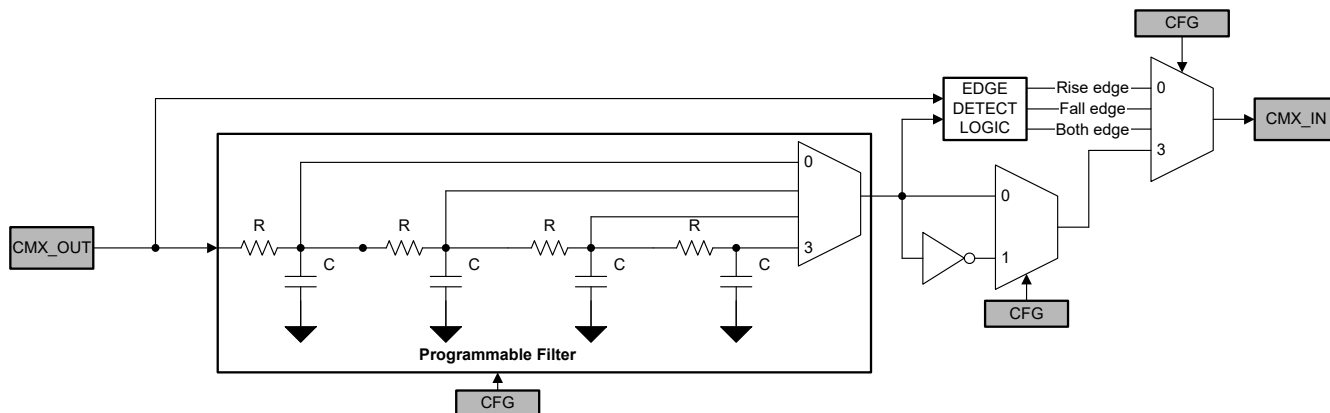 CFG
EDGE
DETECT
LOGIC
Rise edge
Fall edge
Both edge
0
3
CMX_IN
0
3
CMX_OUT
R
R
R
R
C
C
C
C
0
1
CFG
Programmable Filter
CFG